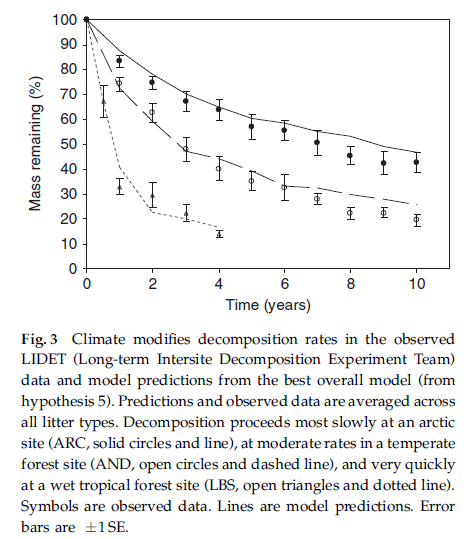 100
90
80
70
60
50
40
30
20
10
0
Mass remaining (%)
0 2 4 6 8 10
Time (years)
Fig. 3 Climate modifies decomposition rates in the observed
LIDET (Long-term Intersite Decomposition Experiment Team)
data and model predictions from the best overall model (from
hypothesis 5). Predictions and observed data are averaged across
all litter types. Decomposition proceeds most slowly at an arctic
site (ARC, solid circles and line), at moderate rates in a temperate
forest site (AND, open circles and dashed line), and very quickly
at a wet tropical forest site (LBS, open triangles and dotted line).
Symbols are observed data. Lines are model predictions. Error
bars are ±1 SE.